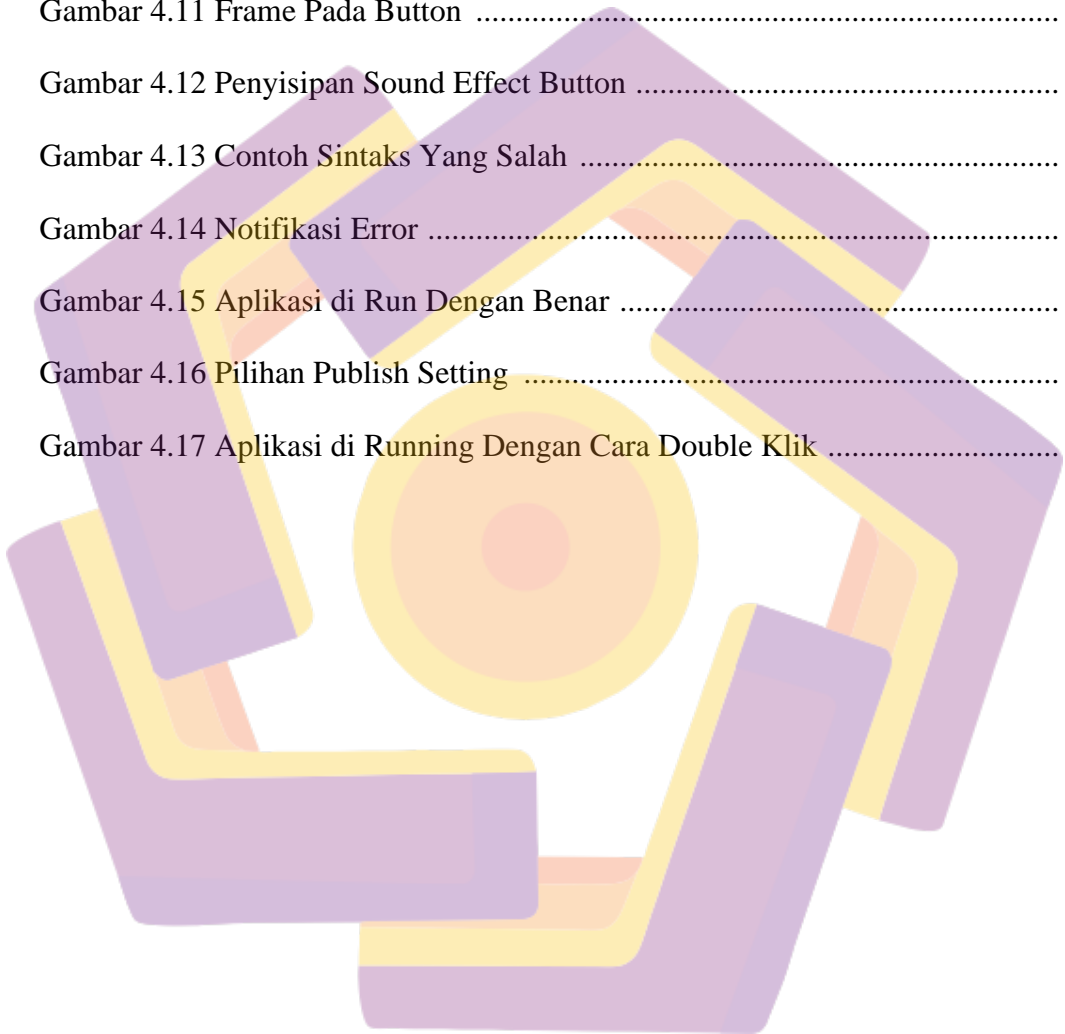 Gambar 4.11 Frame Pada Button ..................................................................
Gambar 4.12 Penyisipan Sound Effect Button ....................................................
Gambar 4.13 Contoh Sintaks Yang Salah ...........................................................
Gambar 4.14 Notifikasi Error ..............................................................................
Gambar 4.15 Aplikasi di Run Dengan Benar ......................................................
Gambar 4.16 Pilihan Publish Setting ..................................................................
Gambar 4.17 Aplikasi di Running Dengan Cara Double Klik .............................